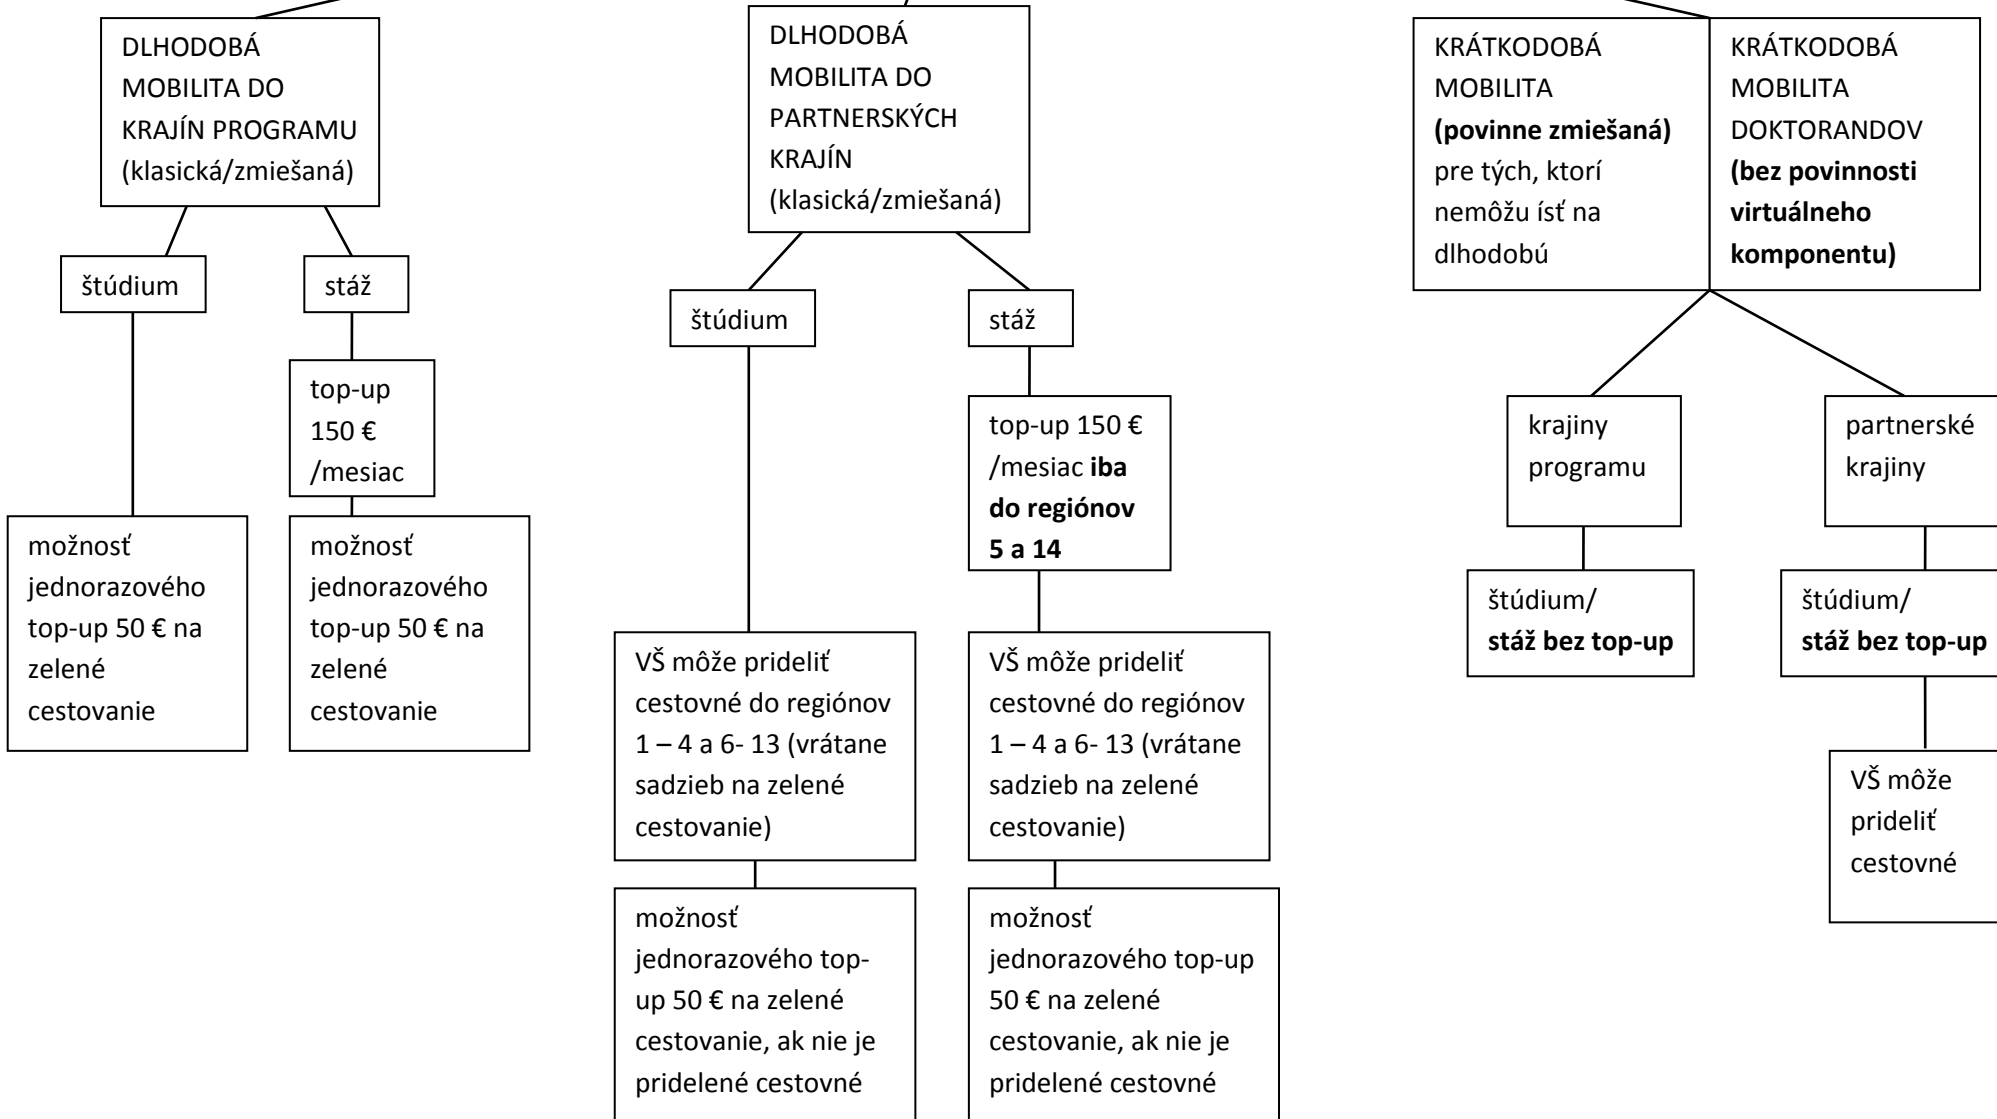 DLHODOBÁ
MOBILITA DO
KRAJÍN PROGRAMU
(klasická/zmiešaná)
štúdium
stáž
top-up
150 €
/mesiac
možnosť
jednorazového
top-up 50 € na
zelené
cestovanie
možnosť
jednorazového
top-up 50 € na
zelené
cestovanie
DLHODOBÁ
MOBILITA DO
PARTNERSKÝCH
KRAJÍN
(klasická/zmiešaná)
štúdium
stáž
top-up 150 €
/mesiac iba
do regiónov
5 a 14
VŠ môže prideliť
cestovné do regiónov
1 – 4 a 6- 13 (vrátane
sadzieb na zelené
cestovanie)
VŠ môže prideliť
cestovné do regiónov
1 – 4 a 6- 13 (vrátane
sadzieb na zelené
cestovanie)
možnosť
jednorazového top-
up 50 € na zelené
cestovanie, ak nie je
pridelené cestovné
možnosť
jednorazového top-up
50 € na zelené
cestovanie, ak nie je
pridelené cestovné
KRÁTKODOBÁ
MOBILITA
(povinne zmiešaná)
pre tých, ktorí
nemôžu ísť na
dlhodobú
KRÁTKODOBÁ
MOBILITA
DOKTORANDOV
(bez povinnosti
virtuálneho
komponentu)
krajiny
programu
partnerské
krajiny
štúdium/
stáž bez top-up
štúdium/
stáž bez top-up
VŠ môže
prideliť
cestovné